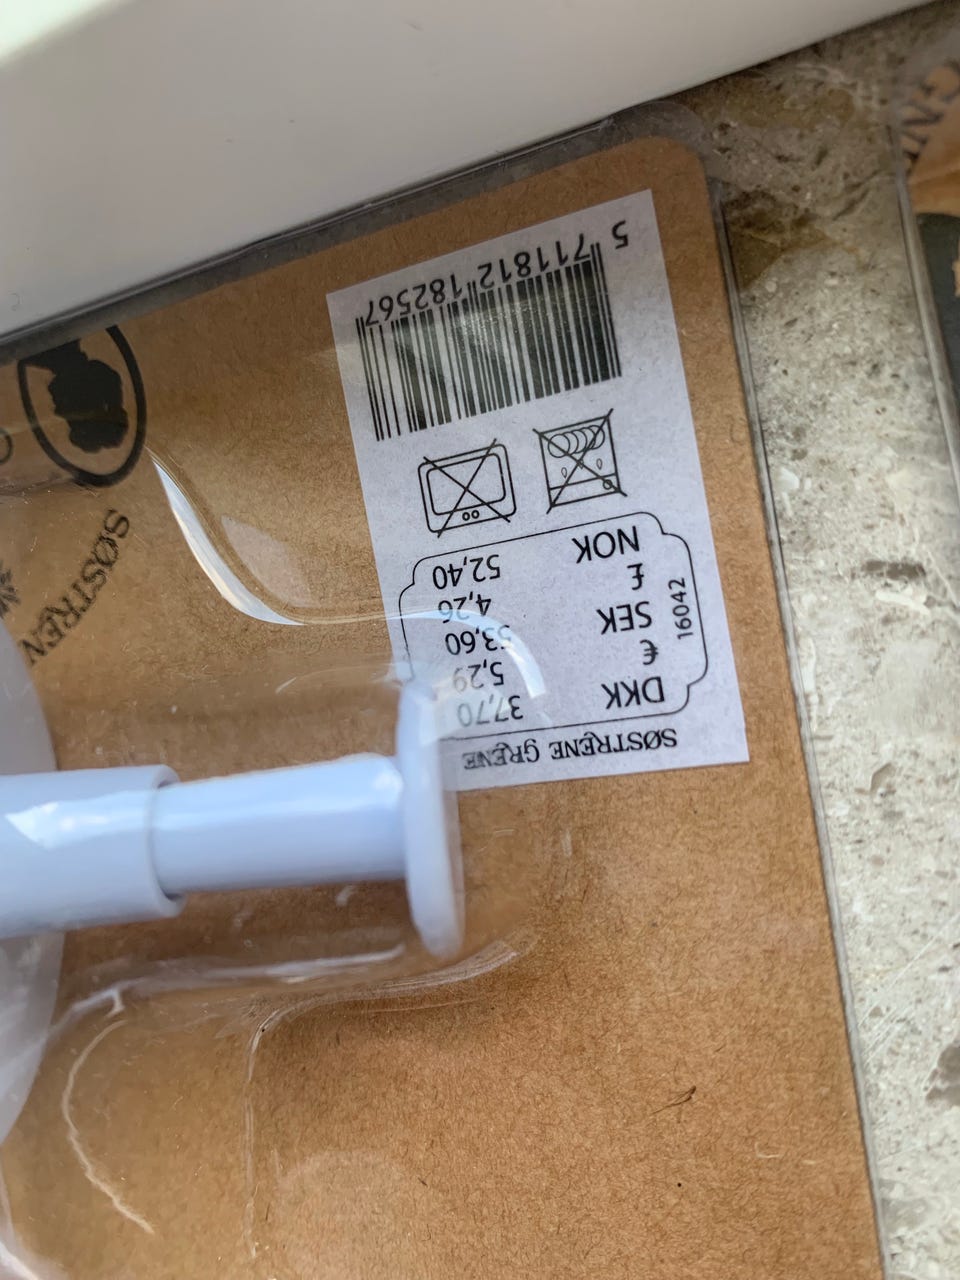 SØSTRENE GRENE
DKK 37,70
€ 5,29
SEK 53,60
£ 4,26
NOK 52,40
16042
5 711812 182567
SØSTREN